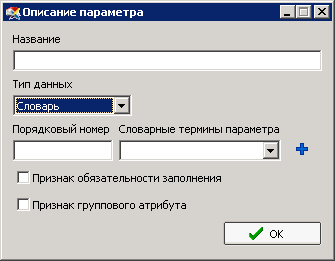 Описание параметра
Название
Тип данных
Словарь
Порядковый номер Словарные термины параметра
Признак обязательности заполнения
Признак группового атрибута
OK